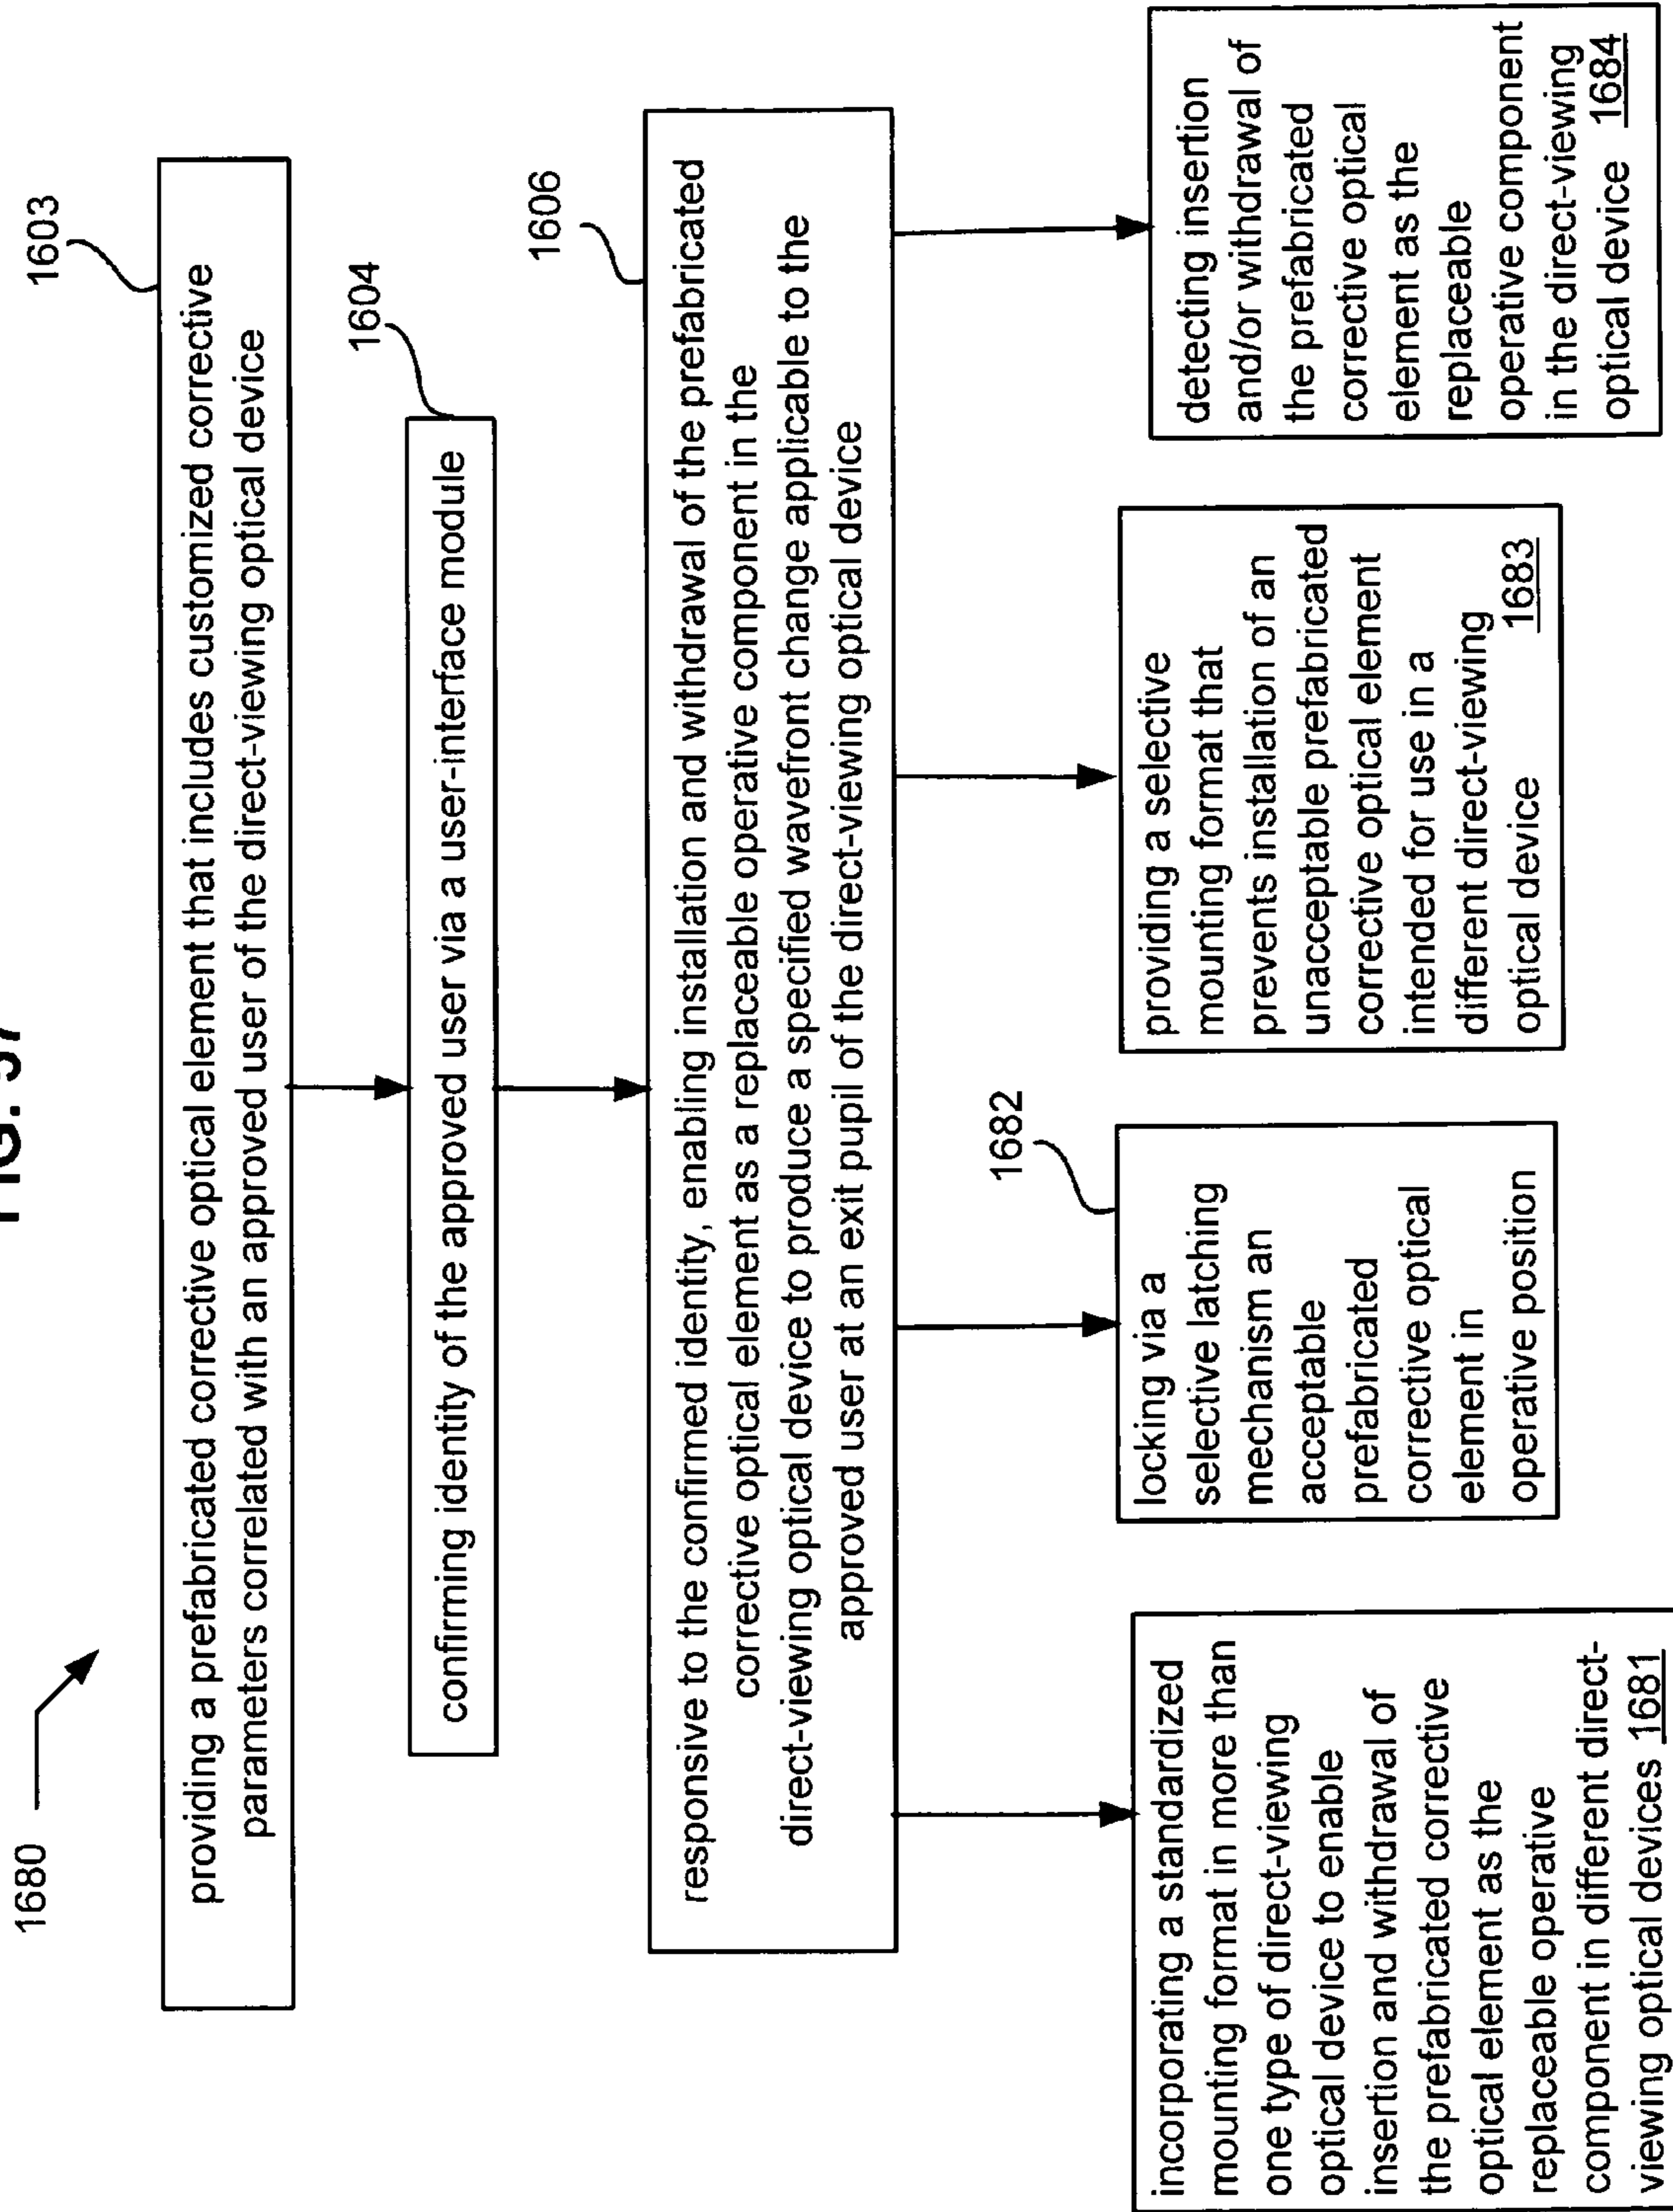 FIG.
1680
1603
providing a prefabricated corrective optical element that includes customized corrective
parameters correlated with an approved user of the direct-viewing optical device
1604
confirming identity of the approved user via a user-interface module
1606
responsive to the confirmed identity, enabling installation and withdrawal of the prefabricated
corrective optical element as a replaceable operative component in the
direct-viewing optical device to produce a specified wavefront change applicable to the
approved user at an exit pupil of the direct-viewing optical device
incorporating a standardized
mounting format in more than
one type of direct-viewing
optical device to enable
insertion and withdrawal of
the prefabricated corrective
optical element as the
replaceable operative
component in different direct-
viewing optical devices 1681
1682
locking via a
selective latching
mechanism an
acceptable
prefabricated
corrective optical
element in
operative position
providing a selective
mounting format that
prevents installation of an
unacceptable prefabricated
corrective optical element
intended for use in a
different direct-viewing
optical device 1683
detecting insertion
and/or withdrawal of
the prefabricated
corrective optical
element as the
replaceable
operative component
in the direct-viewing
optical device 1684